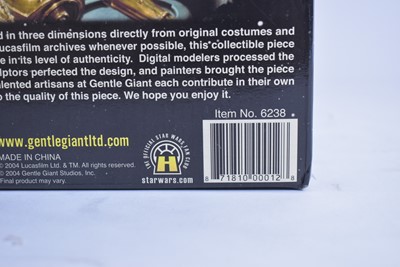 d in three dimensions directly from original costumes and
ucasfilm archives whenever possible, this collectible piece
e in its level of authenticity. Digital modelers processed the
lptors perfected the design, and painters brought the piece
alented artisans at Gentle Giant each contribute in their own
o the quality of this piece. We hope you enjoy it.
Item No. 6238
www.gentlegiantltd.com
MADE IN CHINA
© 2004 Lucasfilm Ltd. & TM. All rights reserved.
© 2004 Gentle Giant Studios, Inc.
Final product may vary.
THE OFFICIAL STAR WARS FAN CLUB
H
starwars.com
8 71810 00012 8